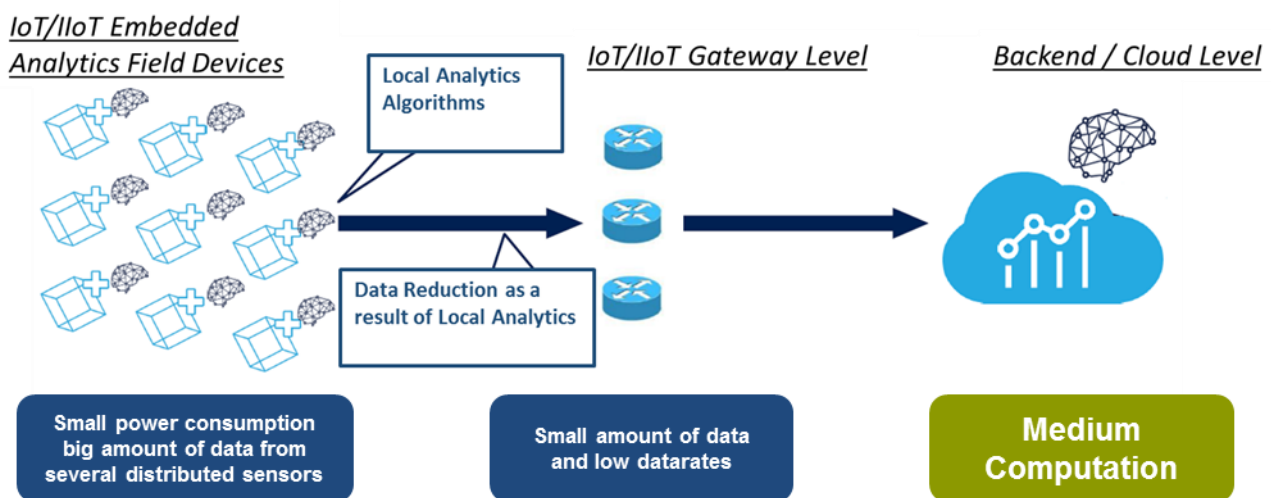 IoT/IIoT Embedded
Analytics Field Devices
Local Analytics
Algorithms
IoT/IIoT Gateway Level
Backend / Cloud Level
Data Reduction as a
result of Local Analytics
Small power consumption
big amount of data from
several distributed sensors
Small amount of data
and low datarates
Medium
Computation